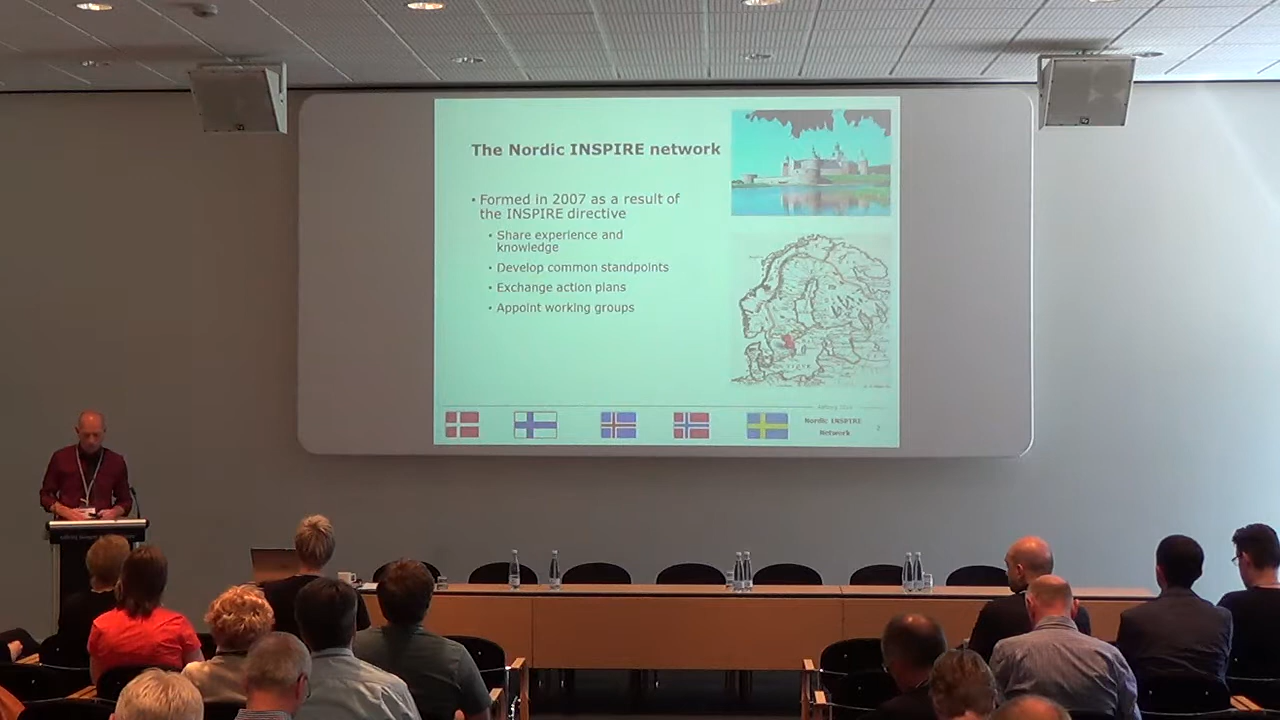 The Nordic INSPIRE network
• Formed in 2007 as a result of
the INSPIRE directive
• Share experience and
knowledge
• Develop common standpoints
• Exchange action plans
• Appoint working groups
Nordic INSPIRE
Network
2